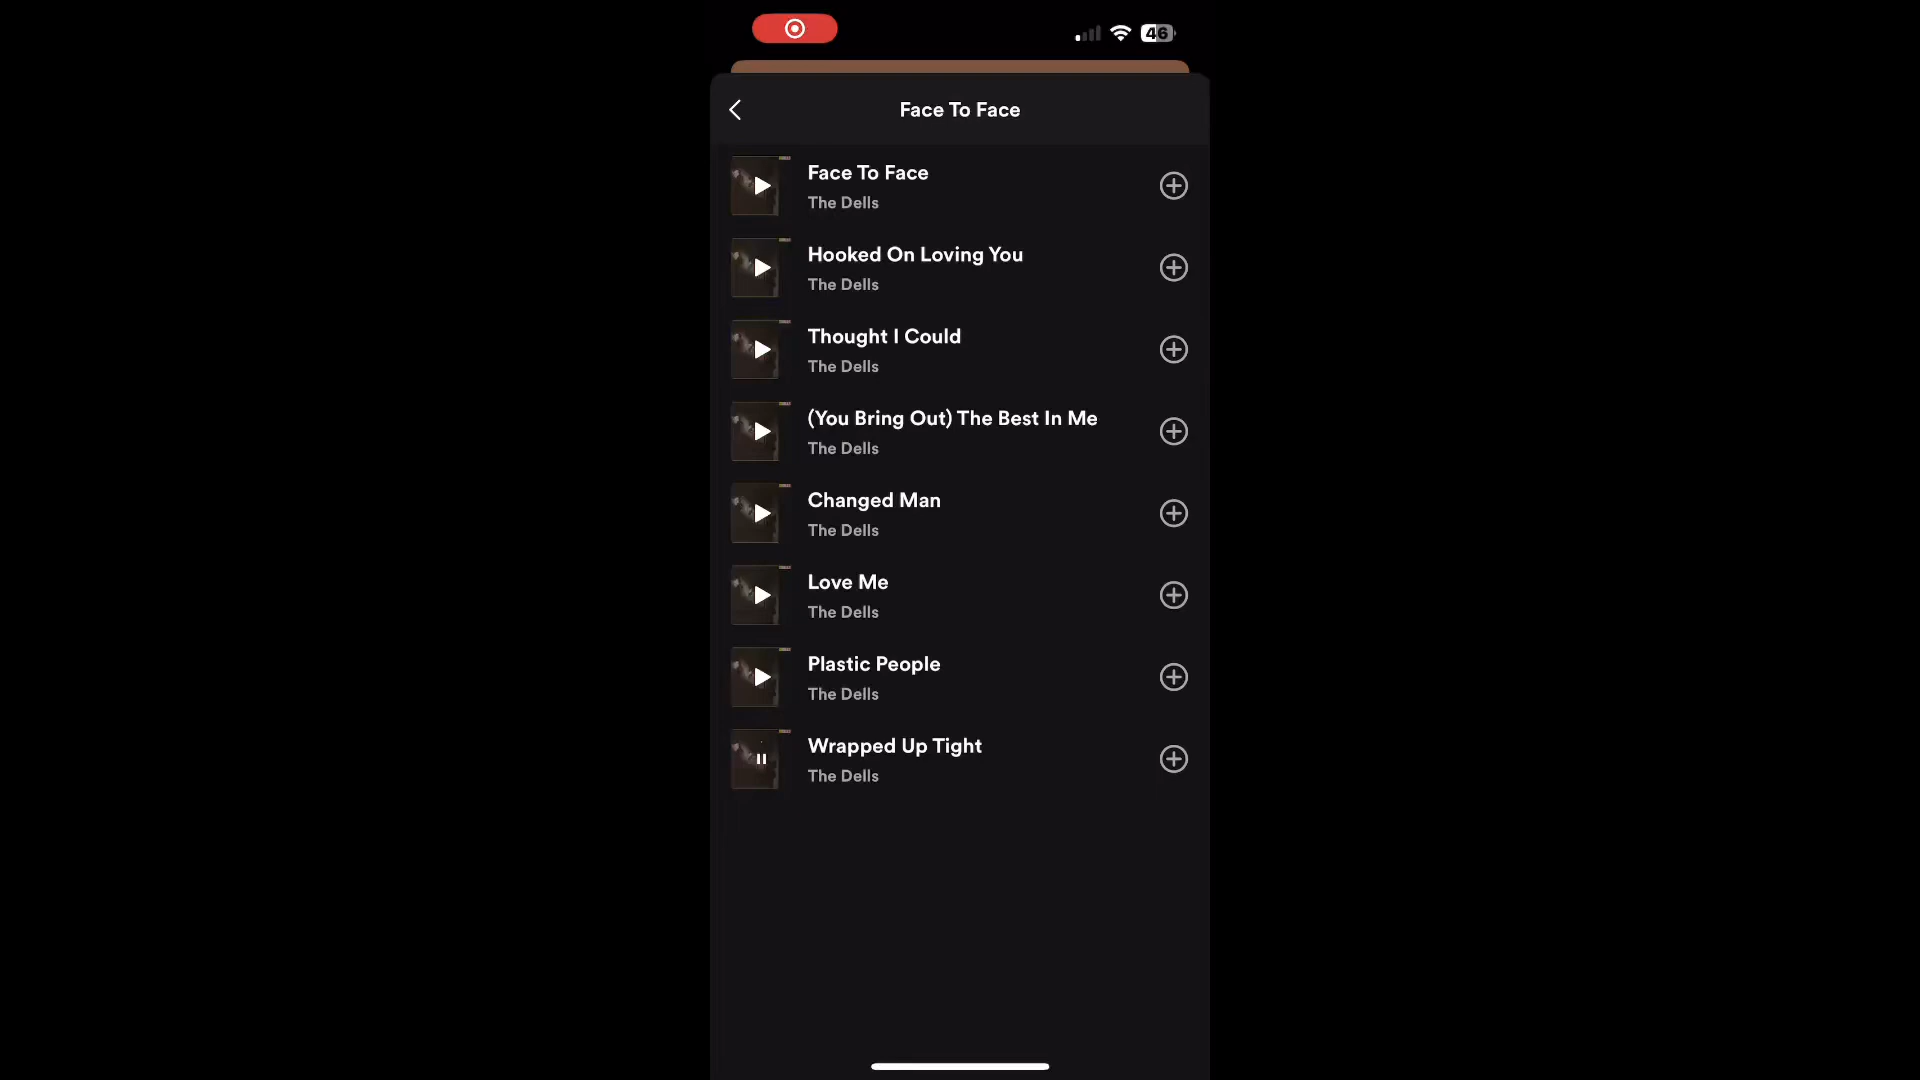 46
Face To Face
Face To Face
The Dells
Hooked On Loving You
The Dells
Thought I Could
The Dells
(You Bring Out) The Best In Me
The Dells
Changed Man
The Dells
Love Me
The Dells
Plastic People
The Dells
Wrapped Up Tight
The Dells